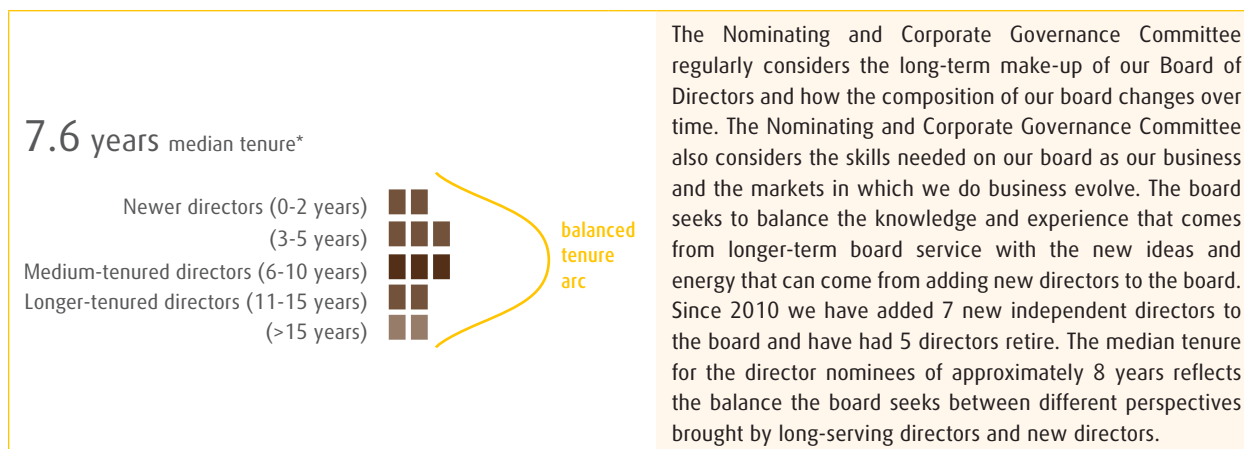 7.6 years median tenure*
Newer directors (0-2 years)
(3-5 years)
Medium-tenured directors (6-10 years)
Longer-tenured directors (11-15 years)
(>15 years)
balanced
tenure
arc
The Nominating and Corporate Governance Committee
regularly considers the long-term make-up of our Board of
Directors and how the composition of our board changes over
time. The Nominating and Corporate Governance Committee
also considers the skills needed on our board as our business
and the markets in which we do business evolve. The board
seeks to balance the knowledge and experience that comes
from longer-term board service with the new ideas and
energy that can come from adding new directors to the board.
Since 2010 we have added 7 new independent directors to
the board and have had 5 directors retire. The median tenure
for the director nominees of approximately 8 years reflects
the balance the board seeks between different perspectives
brought by long-serving directors and new directors.